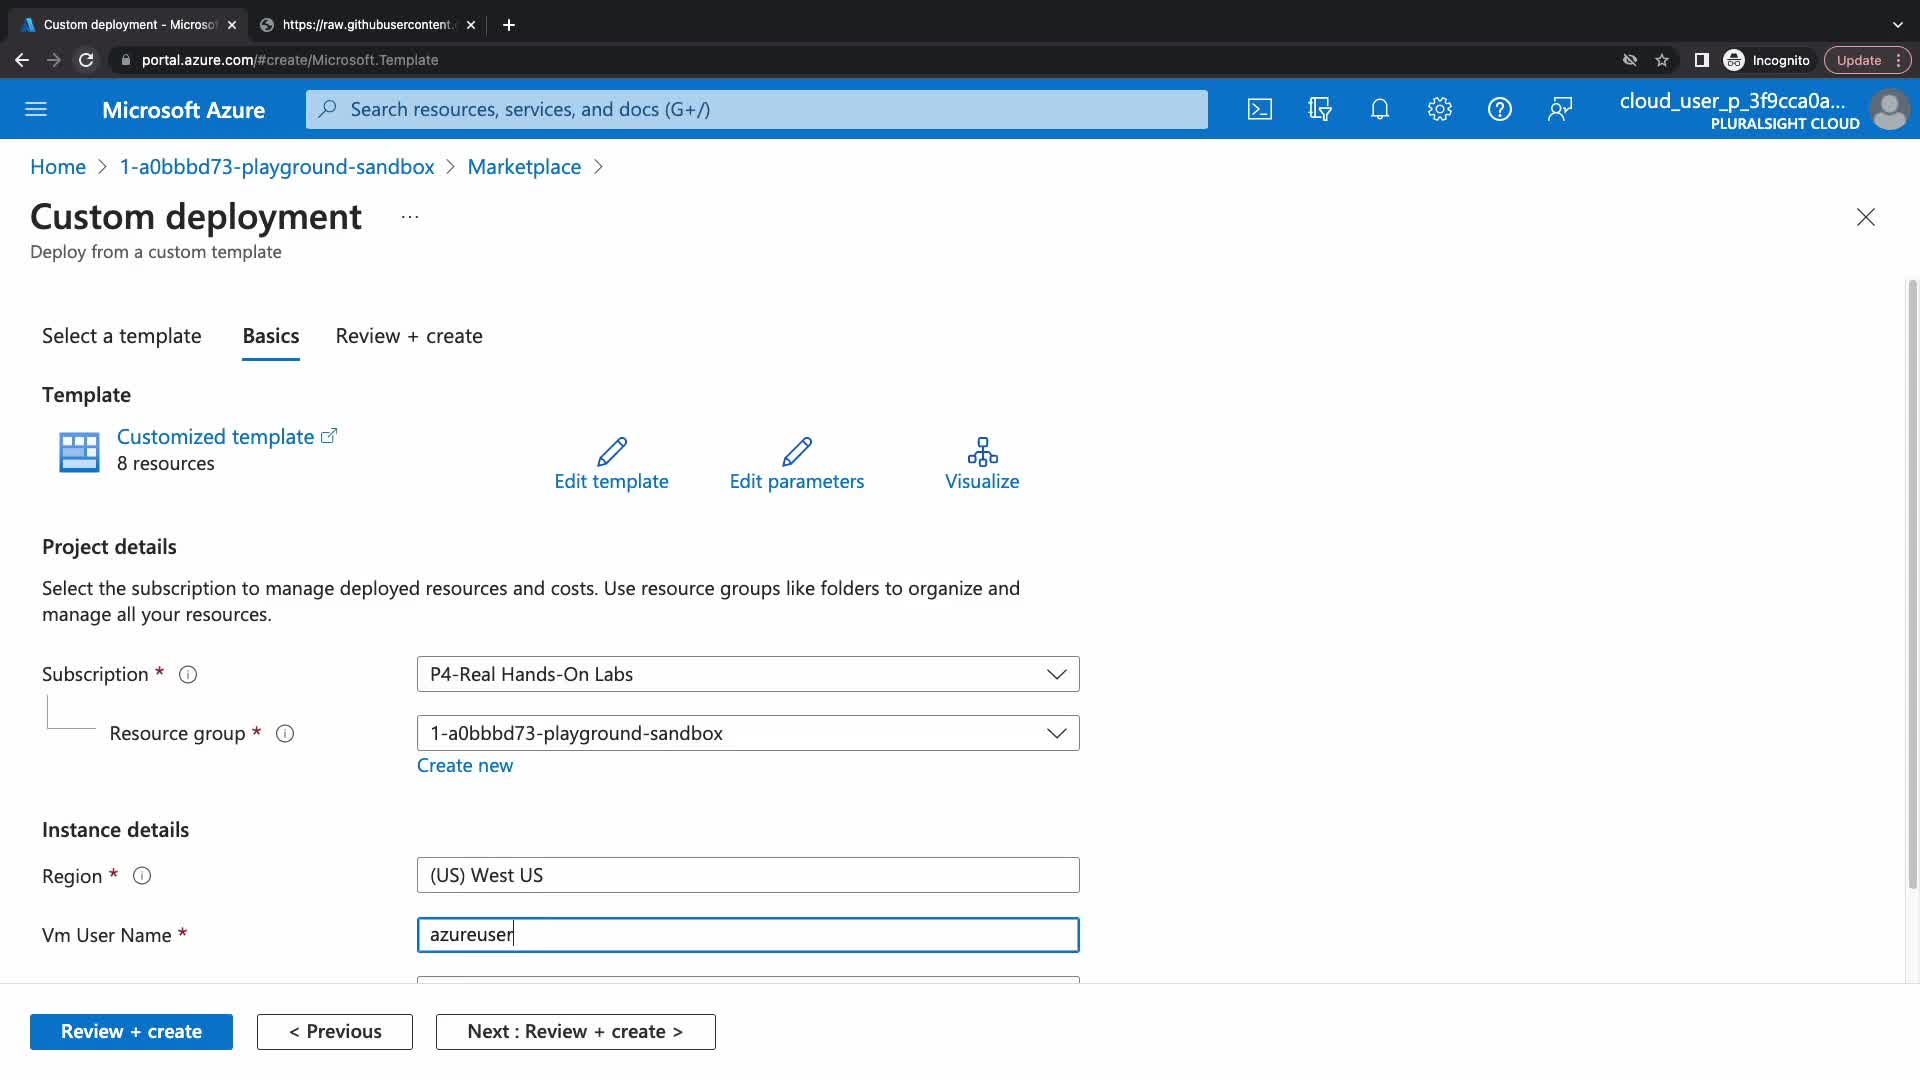 Custom deployment - Microsof
https://raw.githubusercontent.
portal.azure.com/#create/Microsoft.Template
Incognito
Update
Microsoft Azure
Search resources, services, and docs (G+/)
cloud_user_p_3f9cca0a...
PLURALSIGHT CLOUD
Home > 1-a0bbbd73-playground-sandbox > Marketplace >
Custom deployment ...
Deploy from a custom template
Select a template
Basics
Review + create
Template
Customized template
8 resources
Edit template
Edit parameters
Visualize
Project details
Select the subscription to manage deployed resources and costs. Use resource groups like folders to organize and
manage all your resources.
Subscription *
P4-Real Hands-On Labs
Resource group *
1-a0bbbd73-playground-sandbox
Create new
Instance details
Region *
(US) West US
Vm User Name *
azureuser
Review + create
< Previous
Next : Review + create >